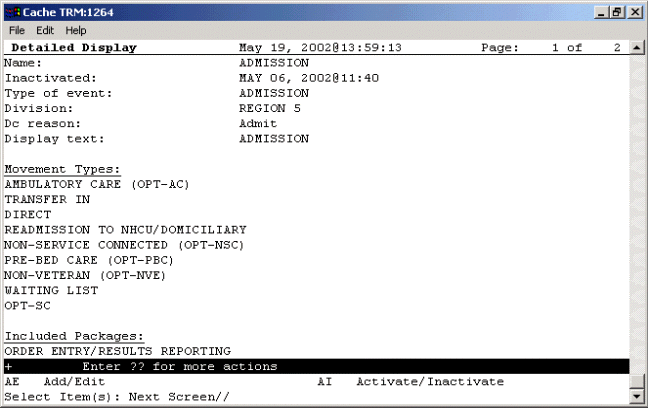 Cache TRM:1264
File Edit Help
Detailed Display May 19, 2002@13:59:13 Page: 1 of 2
Name: ADMISSION
Inactivated: MAY 06, 2002@11:40
Type of event: ADMISSION
Division: REGION 5
Dc reason: Admit
Display text: ADMISSION
Movement Types:
AMBULATORY CARE (OPT-AC)
TRANSFER IN
DIRECT
READMISSION TO NHCU/DOMICILIARY
NON-SERVICE CONNECTED (OPT-NSC)
PRE-BED CARE (OPT-PBC)
NON-VETERAN (OPT-NVE)
WAITING LIST
OPT-SC
Included Packages:
ORDER ENTRY/RESULTS REPORTING
+ Enter ?? for more actions
AE Add/Edit AI Activate/Inactivate
Select Item(s): Next Screen//